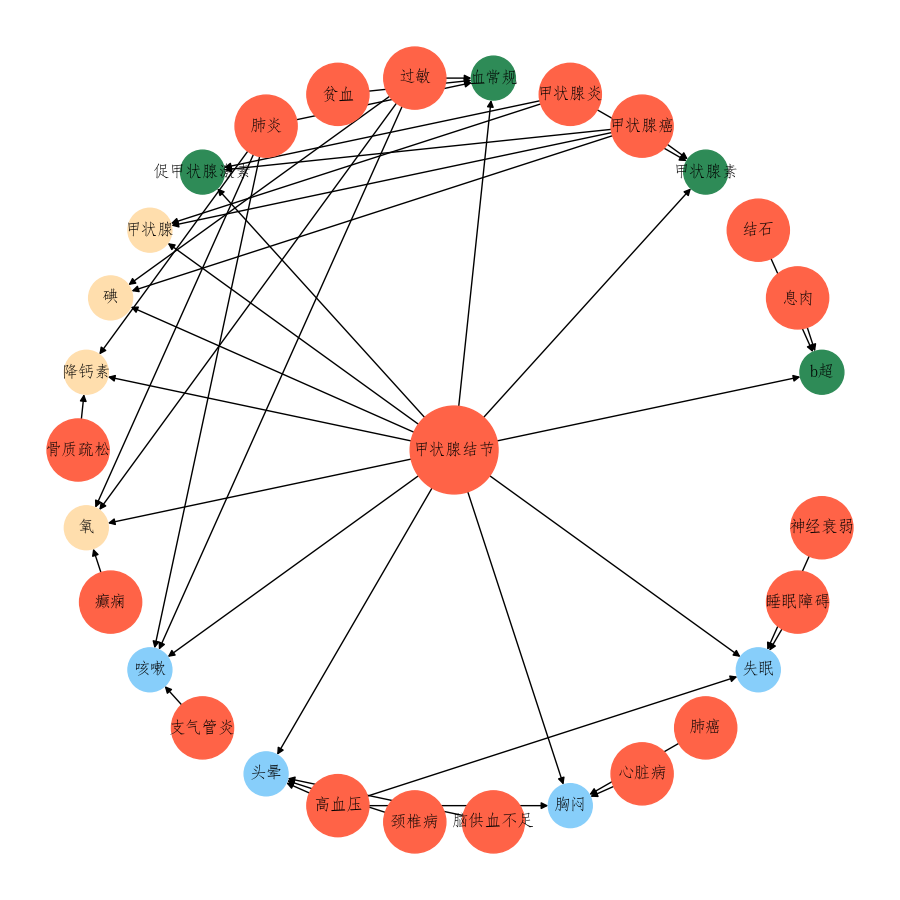 过敏
血常规
贫血
甲状腺炎
肺炎
甲状腺癌
促甲状腺激素
甲状腺素
甲状腺
结石
碘
息肉
降钙素
b超
骨质疏松
甲状腺结节
氧
神经衰弱
癫痫
睡眠障碍
咳嗽
失眠
支气管炎
肺癌
头晕
心脏病
高血压
胸闷
颈椎病
脑供血不足